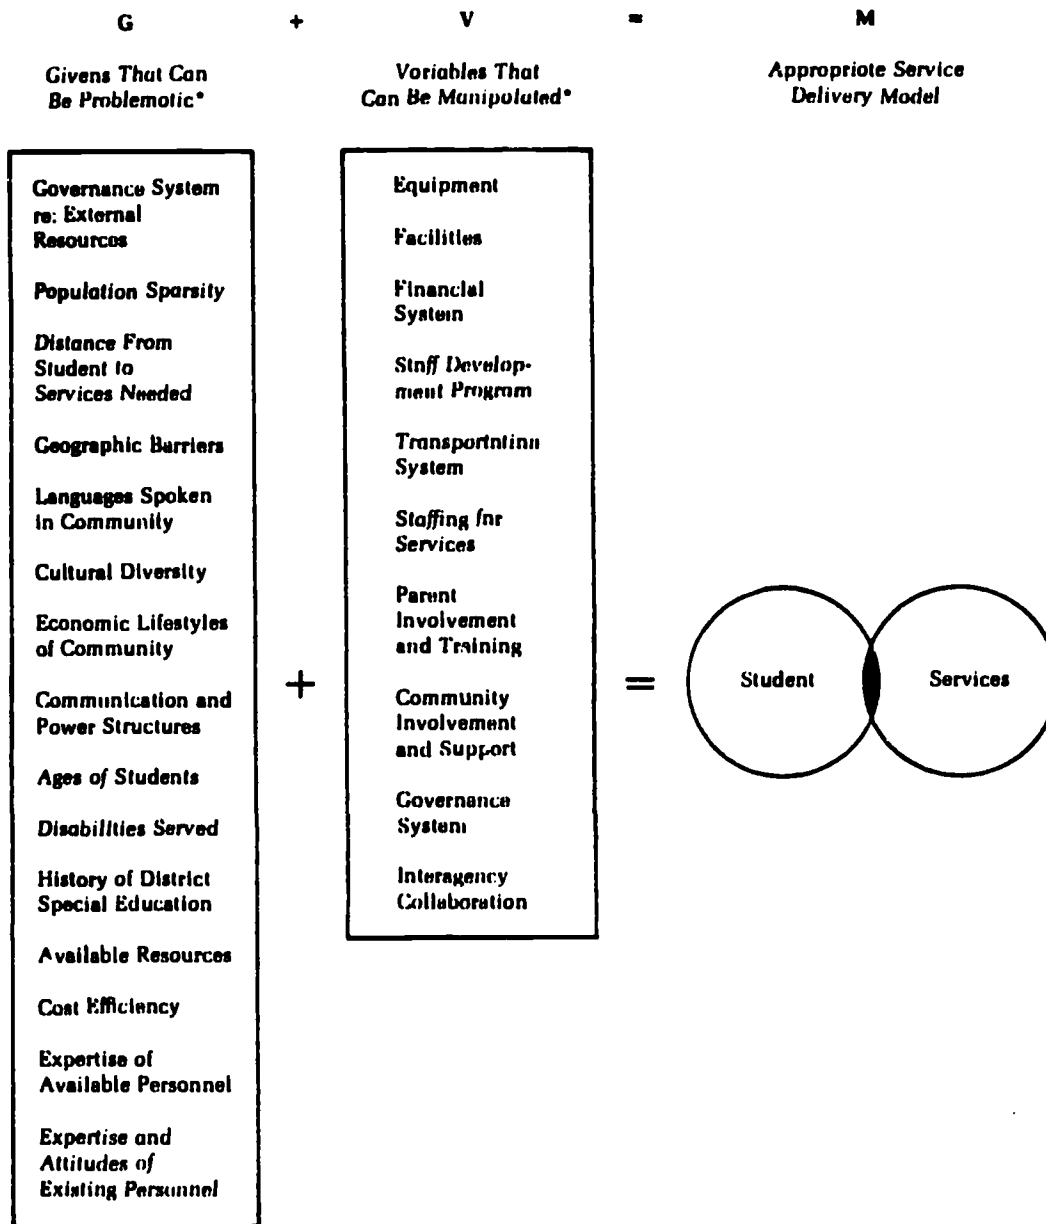 G + V = M
Givens That Can
Be Problematic*
Variables That
Can Be Manipulated*
Appropriate Service
Delivery Model
Governance System
re: External
Resources
Population Sparsity
Distance From
Student to
Services Needed
Geographic Barriers
Languages Spoken
in Community
Cultural Diversity
Economic Lifestyles
of Community
Communication and
Power Structures
Ages of Students
Disabilities Served
History of District
Special Education
Available Resources
Cost Efficiency
Expertise of
Available Personnel
Expertise and
Attitudes of
Existing Personnel
+
Equipment
Facilities
Financial
System
Staff Develop-
ment Program
Transportation
System
Staffing for
Services
Parent
Involvement
and Training
Community
Involvement
and Support
Governance
System
Interagency
Collaboration
=
Student
Services